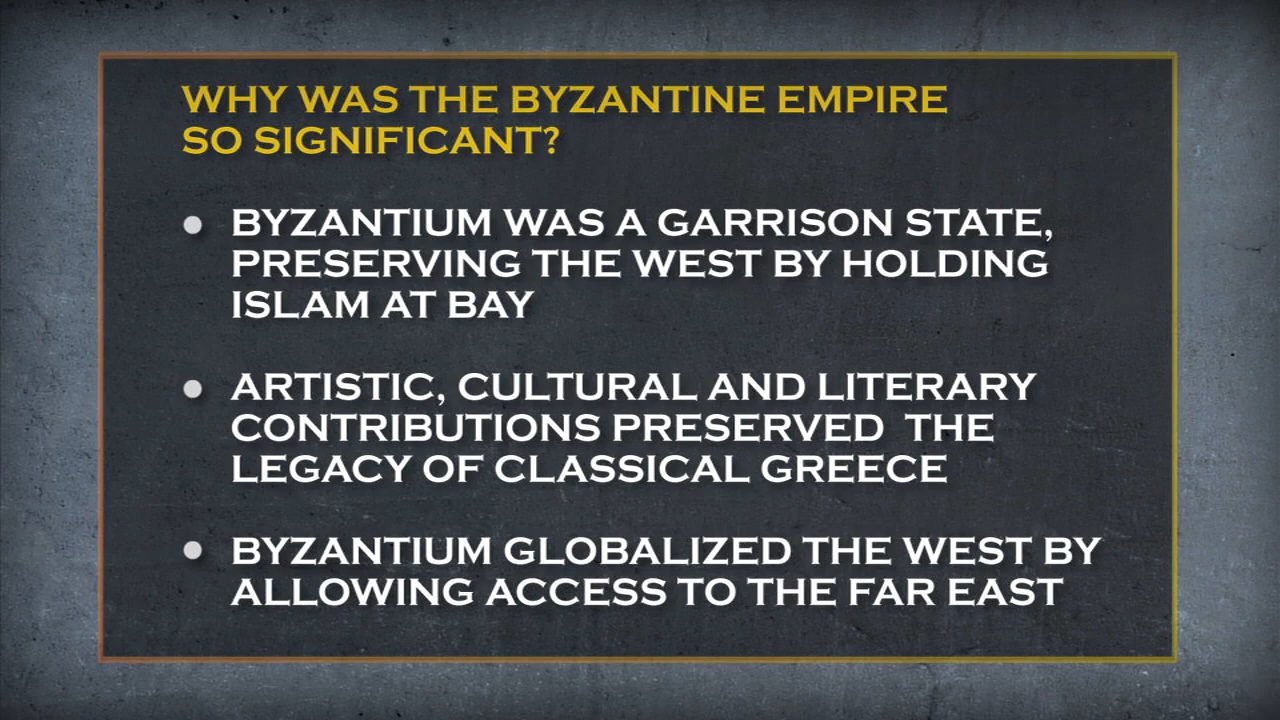 WHY WAS THE BYZANTINE EMPIRE
SO SIGNIFICANT?
● BYZANTIUM WAS A GARRISON STATE,
PRESERVING THE WEST BY HOLDING
ISLAM AT BAY
● ARTISTIC, CULTURAL AND LITERARY
CONTRIBUTIONS PRESERVED  THE
LEGACY OF CLASSICAL GREECE
● BYZANTIUM GLOBALIZED THE WEST BY
ALLOWING ACCESS TO THE FAR EAST